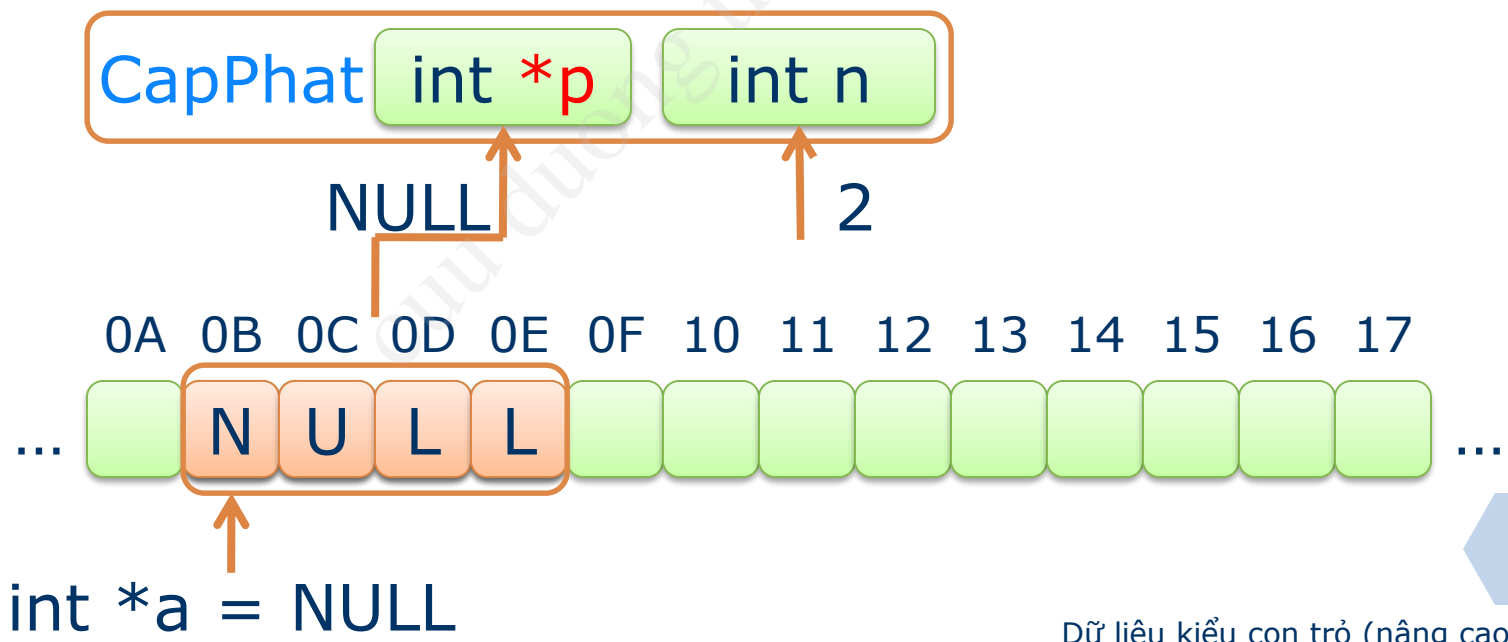 CapPhat int *p int n
NULL 2
0A 0B 0C 0D 0E 0F 10 11 12 13 14 15 16 17
... N U L L ...
int *a = NULL
Dữ liệu kiểu con trỏ (nâng cao